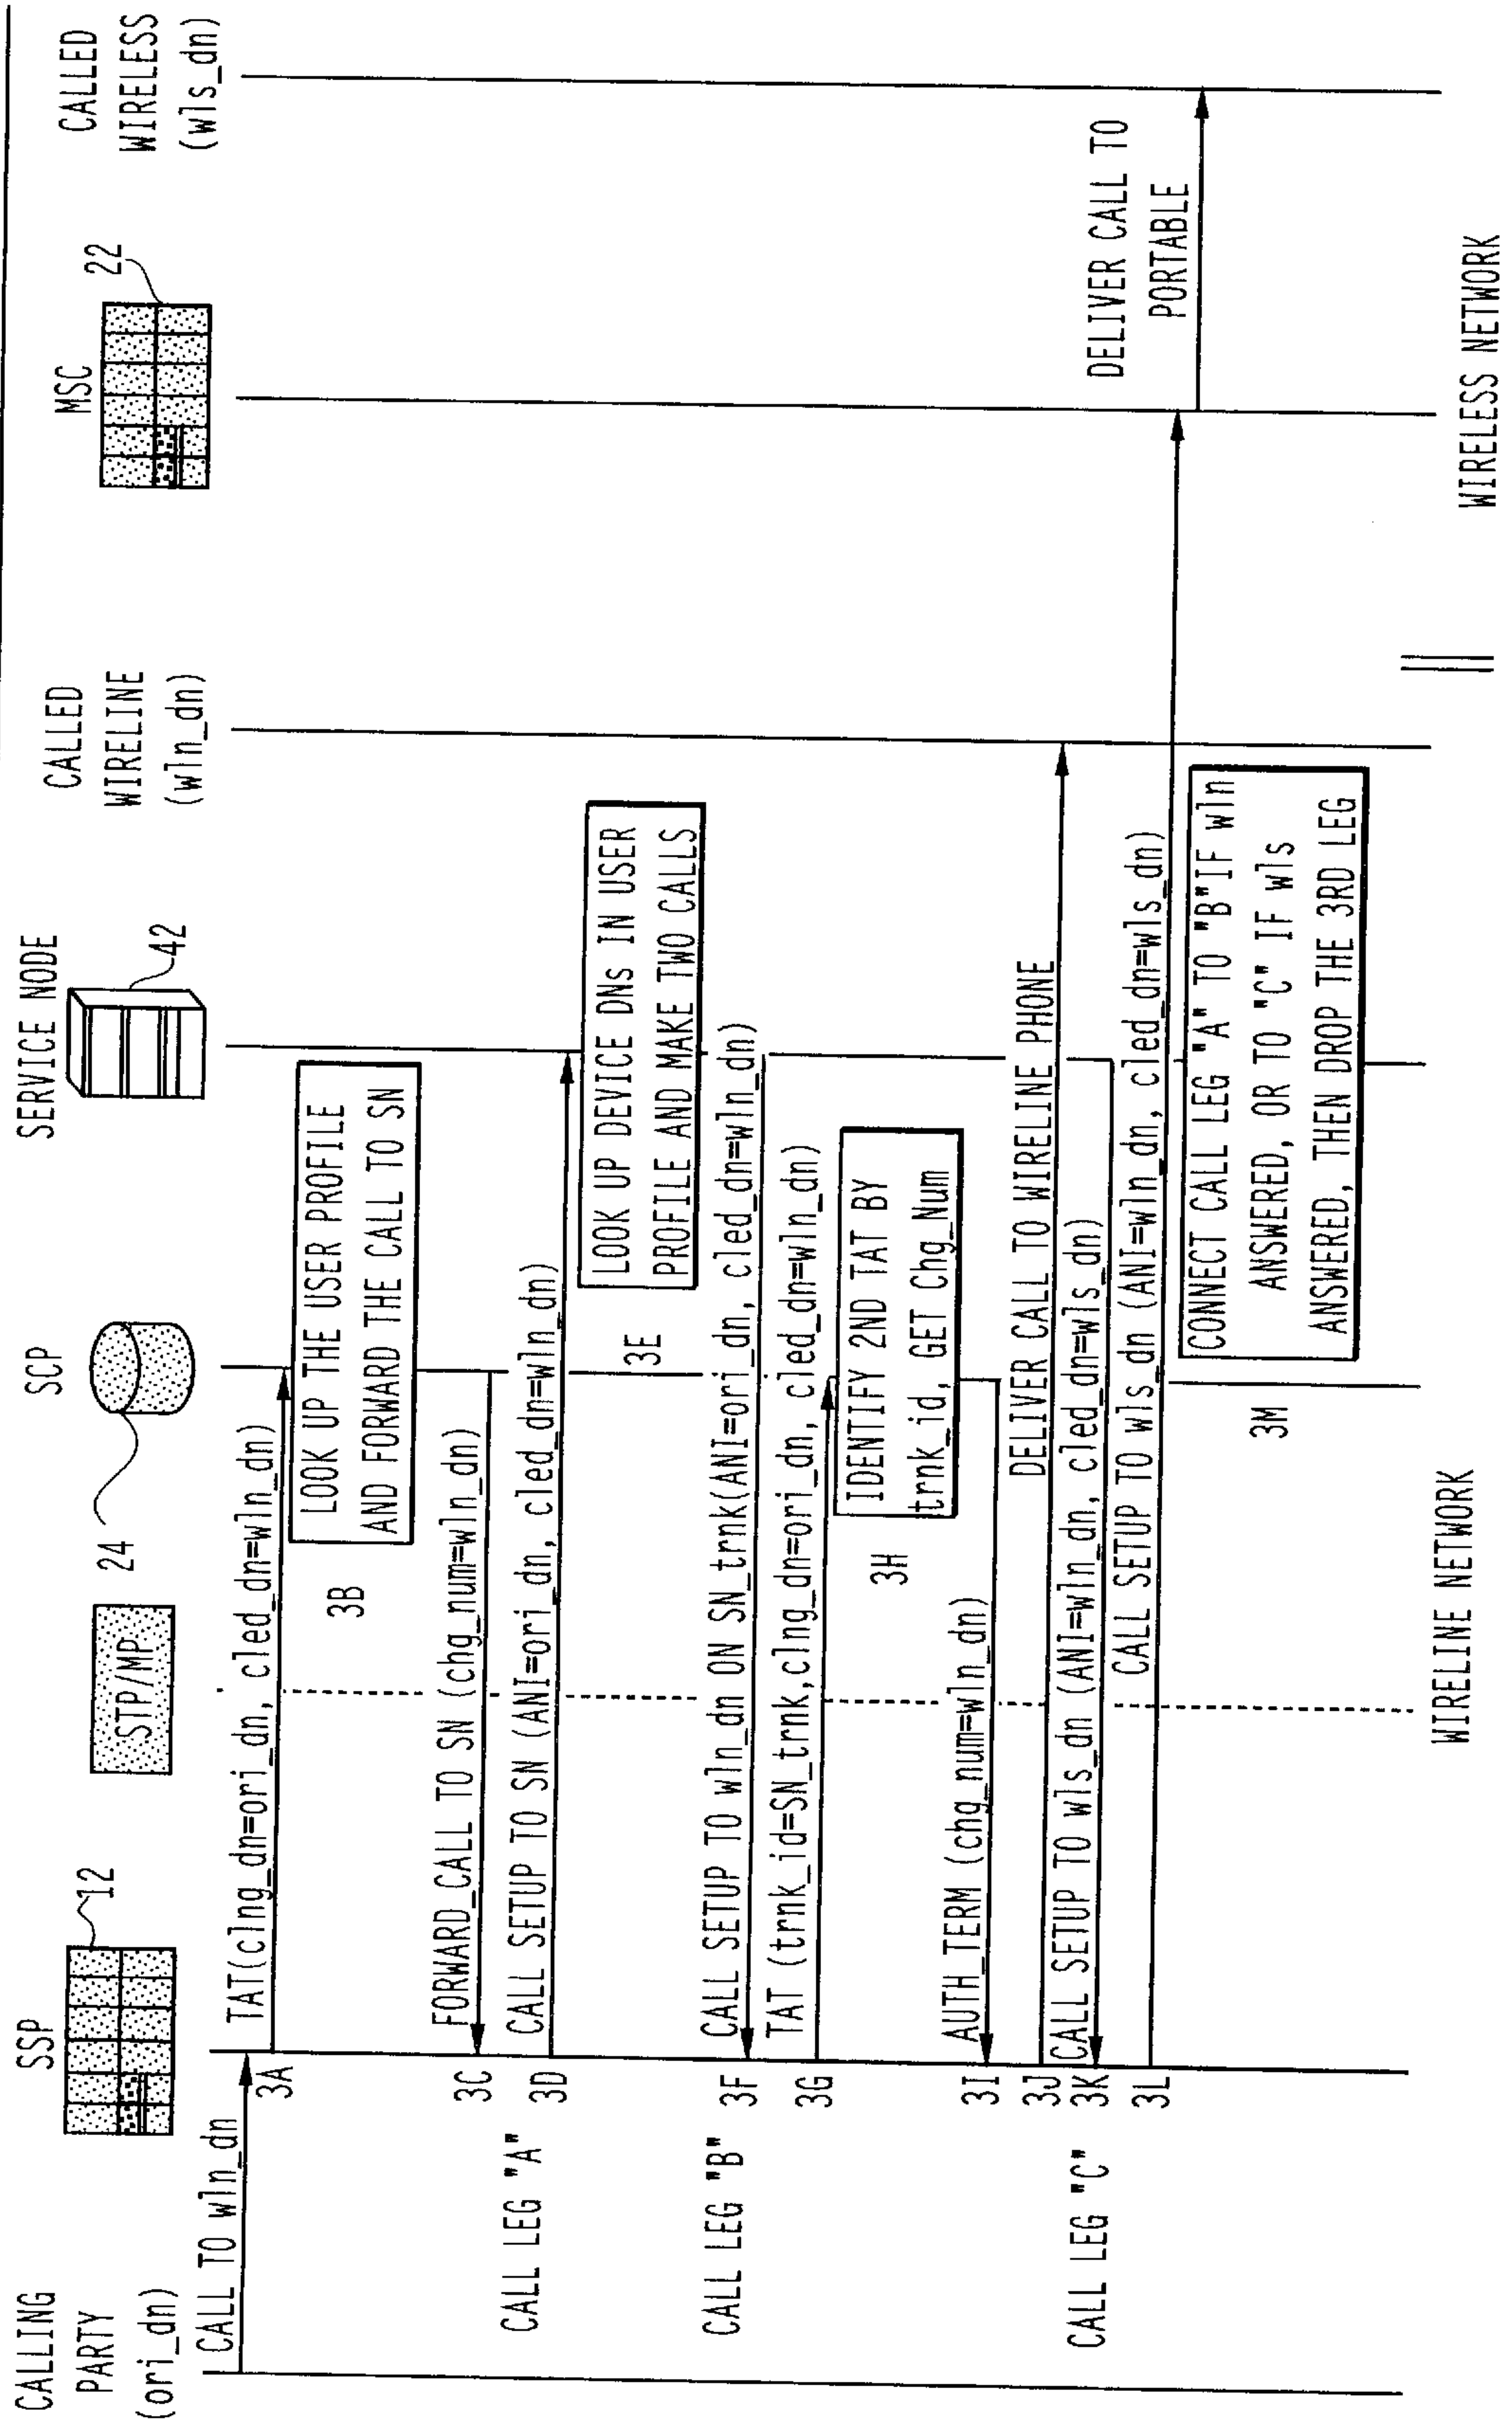 CALLING
PARTY
(ori_dn)
SSP
12
STP/MP
24
SCP
SERVICE NODE
42
CALLED
WIRELINE
(wln_dn)
MSC
22
CALLED
WIRELESS
(wls_dn)
CALL TO wln_dn
3A
TAT(clng_dn=ori_dn, cled_dn=wln_dn)
3B
LOOK UP THE USER PROFILE
AND FORWARD THE CALL TO SN
3C
FORWARD_CALL TO SN (chg_num=wln_dn)
CALL LEG "A"
3D
CALL SETUP TO SN (ANI=ori_dn, cled_dn=wln_dn)
3E
LOOK UP DEVICE DNs IN USER
PROFILE AND MAKE TWO CALLS
CALL LEG "B"
3F
CALL SETUP TO wln_dn ON SN_trnk(ANI=ori_dn, cled_dn=wln_dn)
3G
TAT (trnk_id=SN_trnk,clng_dn=ori_dn, cled_dn=wln_dn)
3H
IDENTIFY 2ND TAT BY
trnk_id, GET Chg_Num
3I
AUTH_TERM (chg_num=wln_dn)
3J
DELIVER CALL TO WIRELINE PHONE
CALL LEG "C"
3K
CALL SETUP TO wls_dn (ANI=wln_dn, cled_dn=wls_dn)
3L
CALL SETUP TO wls_dn (ANI=wln_dn, cled_dn=wls_dn)
DELIVER CALL TO
PORTABLE
3M
CONNECT CALL LEG "A" TO "B"IF wln
ANSWERED, OR TO "C" IF wls
ANSWERED, THEN DROP THE 3RD LEG
WIRELINE NETWORK
WIRELESS NETWORK